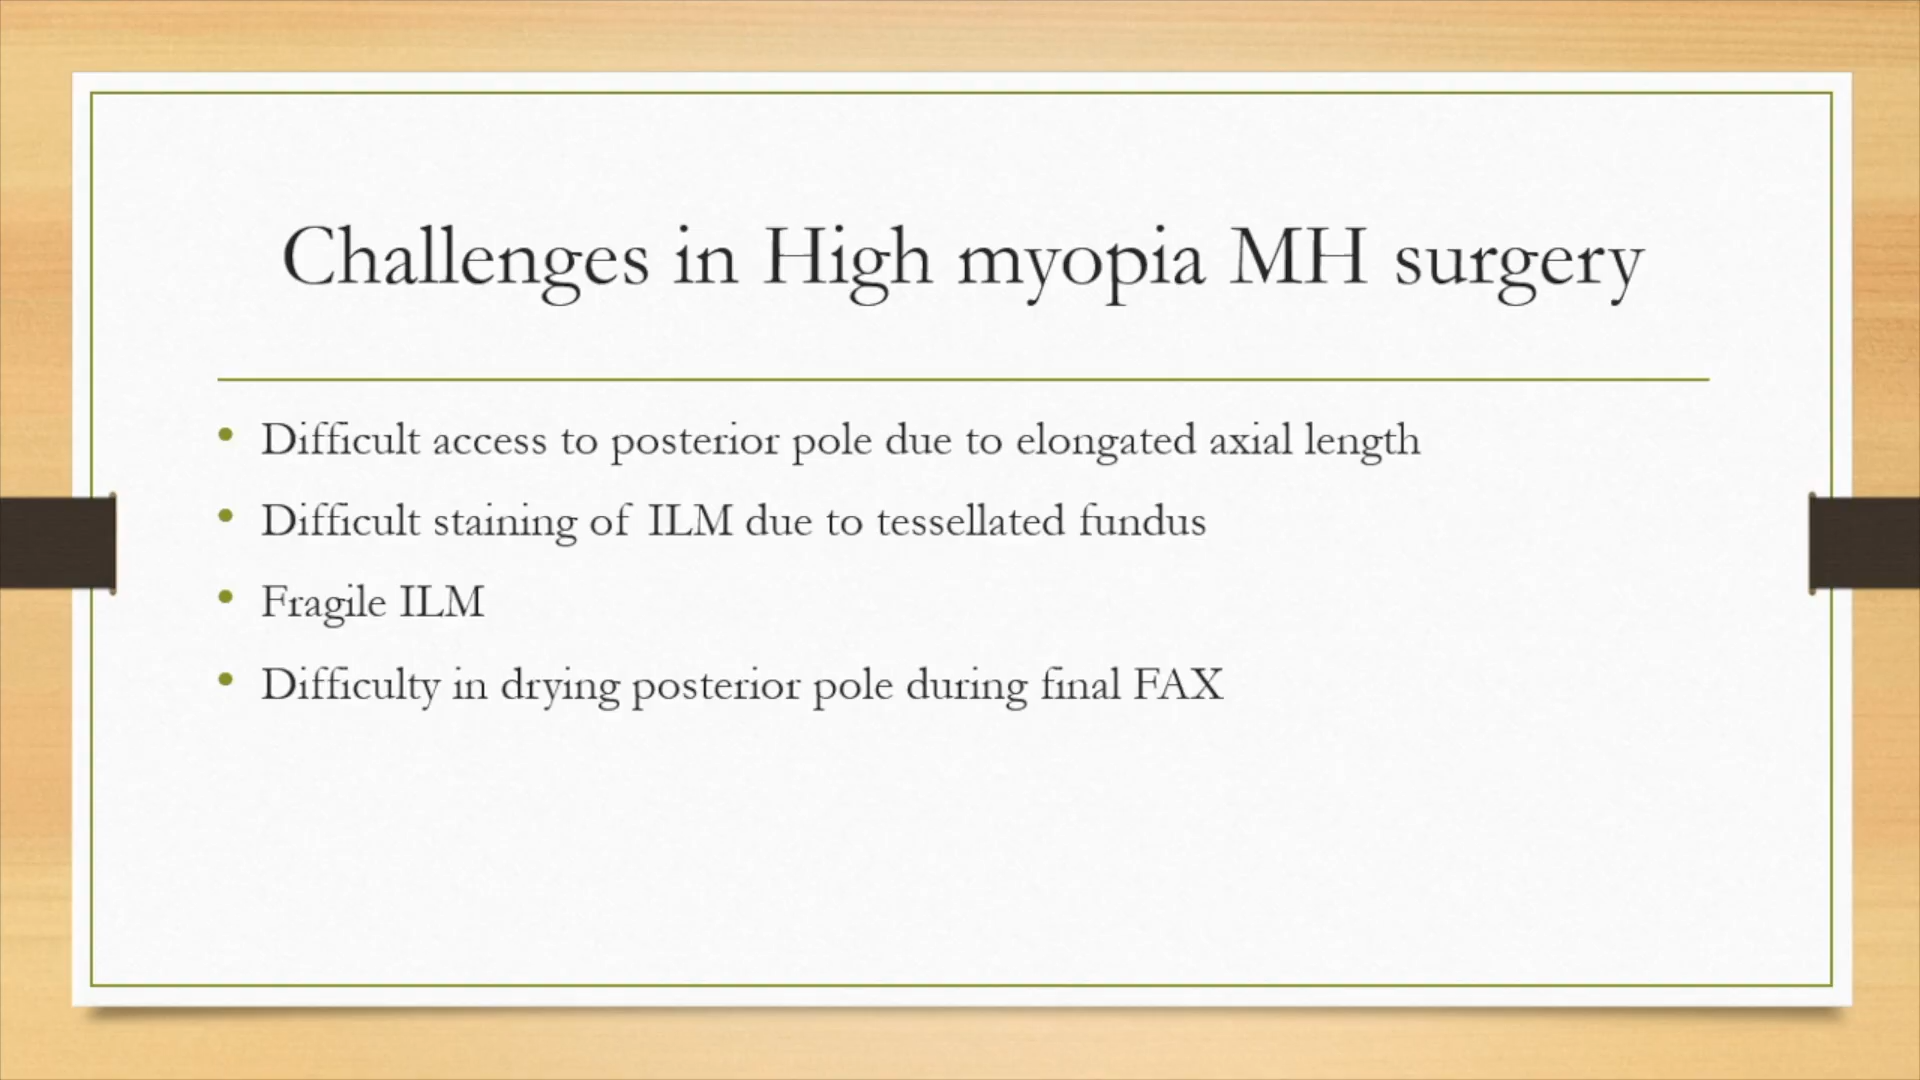 Challenges in High myopia MH surgery
• Difficult access to posterior pole due to elongated axial length
• Difficult staining of ILM due to tessellated fundus
• Fragile ILM
• Difficulty in drying posterior pole during final FAX